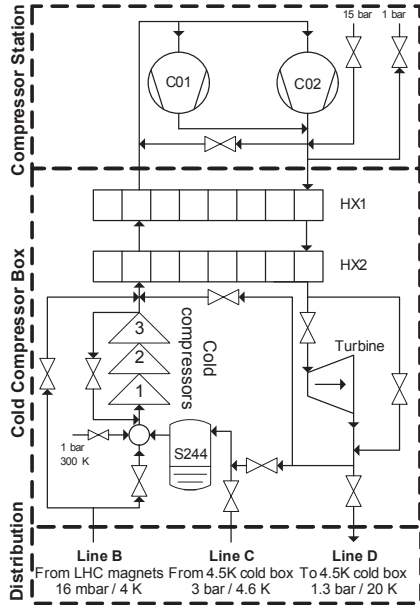 Compressor Station
15 bar
1 bar
C01
C02
Cold Compressor Box
HX1
HX2
Turbine
3
2
1
Cold
compressors
1 bar
300 K
S244
Distribution
Line B
From LHC magnets
16 mbar / 4 K
Line C
From 4.5K cold box
3 bar / 4.6 K
Line D
To 4.5K cold box
1.3 bar / 20 K